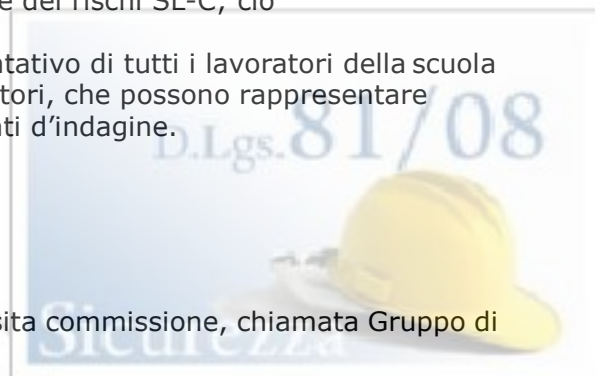 e dei rischi SL-C, ciò
tativo di tutti i lavoratori della scuola
tori, che possono rappresentare
ti d’indagine.
D.Lgs. 81/08
sita commissione, chiamata Gruppo di
Sicurezza